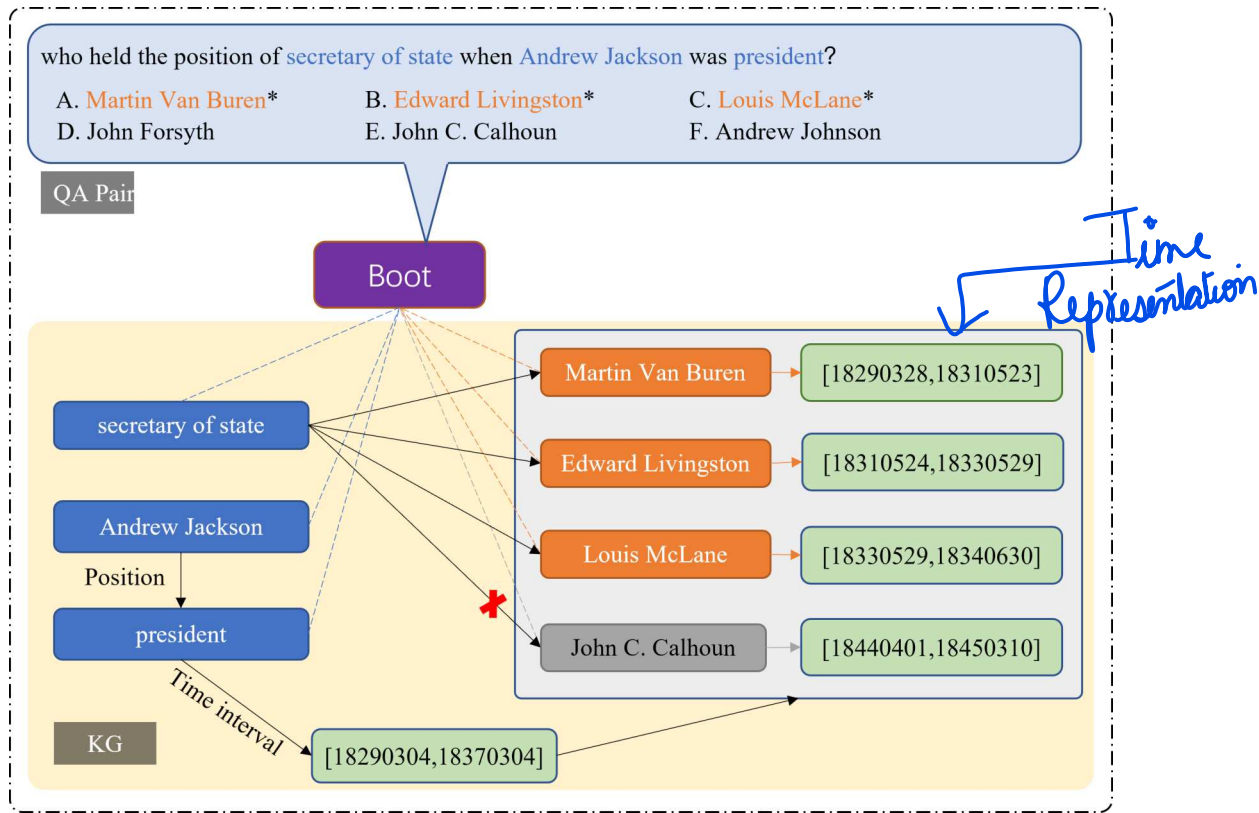 who held the position of secretary of state when Andrew Jackson was president?
A. Martin Van Buren* B. Edward Livingston* C. Louis McLane*
D. John Forsyth E. John C. Calhoun F. Andrew Johnson
QA Pair
Time
Representation
Boot
Martin Van Buren [18290328,18310523]
secretary of state
Edward Livingston [18310524,18330529]
Andrew Jackson
Louis McLane [18330529,18340630]
Position
president
John C. Calhoun [18440401,18450310]
Time interval
KG
[18290304,18370304]